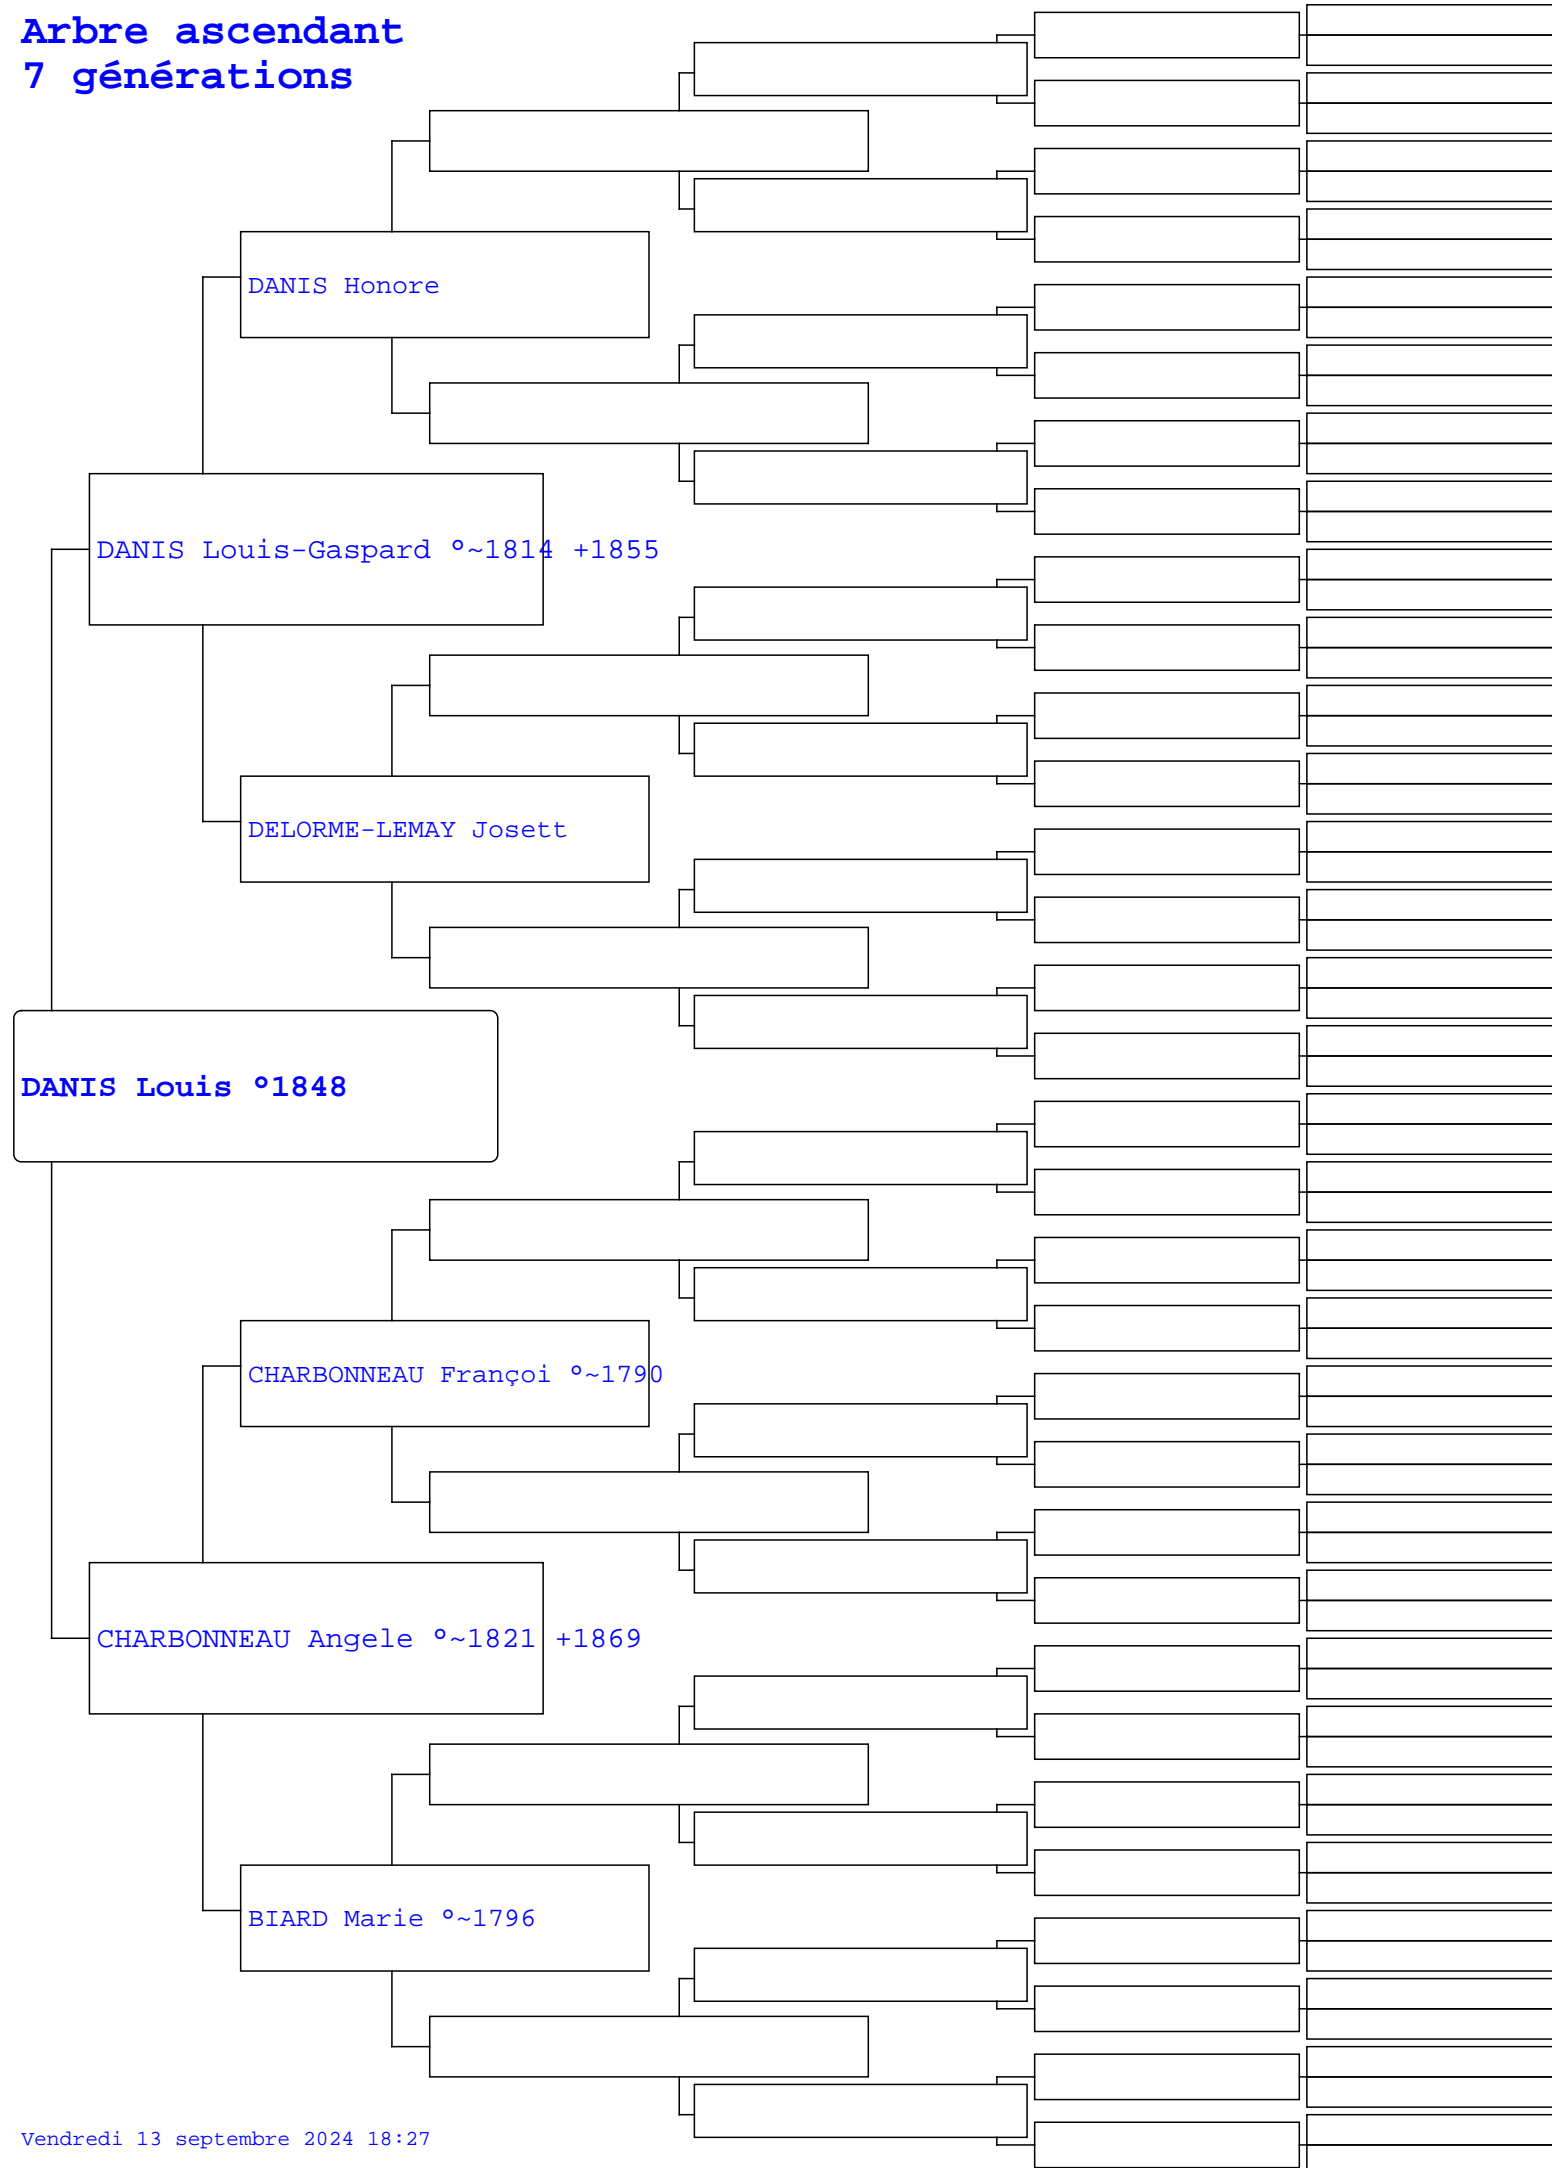 Arbre ascendant
7 générations
DANIS Honore
DANIS Louis-Gaspard °~1814 +1855
DELORME-LEMAY Josett
DANIS Louis °1848
CHARBONNEAU Françoi °~1790
CHARBONNEAU Angele °~1821 +1869
BIARD Marie °~1796
Vendredi 13 septembre 2024 18:27